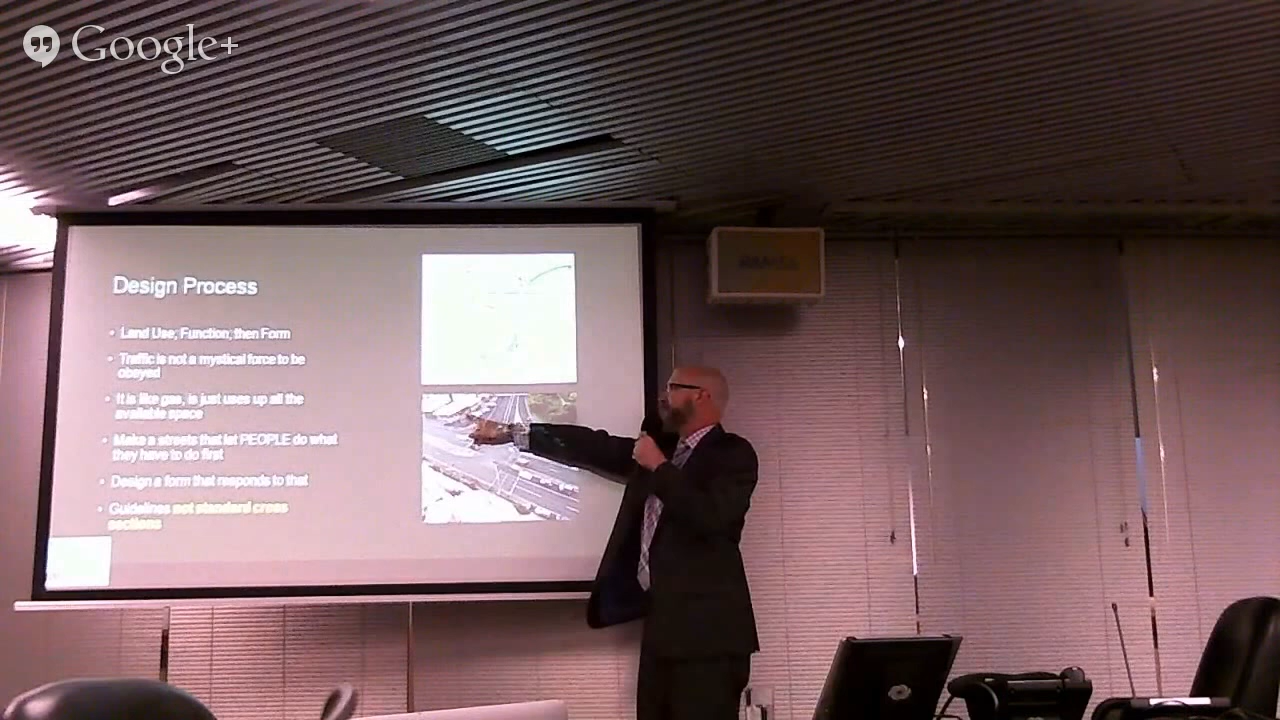 Google+
Design Process
• Land Use; Function; then Form
• Traffic is not a mystical force to be
obeyed
• It is like gas, is just uses up all the
available space
• Make a streets that let PEOPLE do what
they have to do first
• Design a form that responds to that
• Guidelines not standard cross
sections